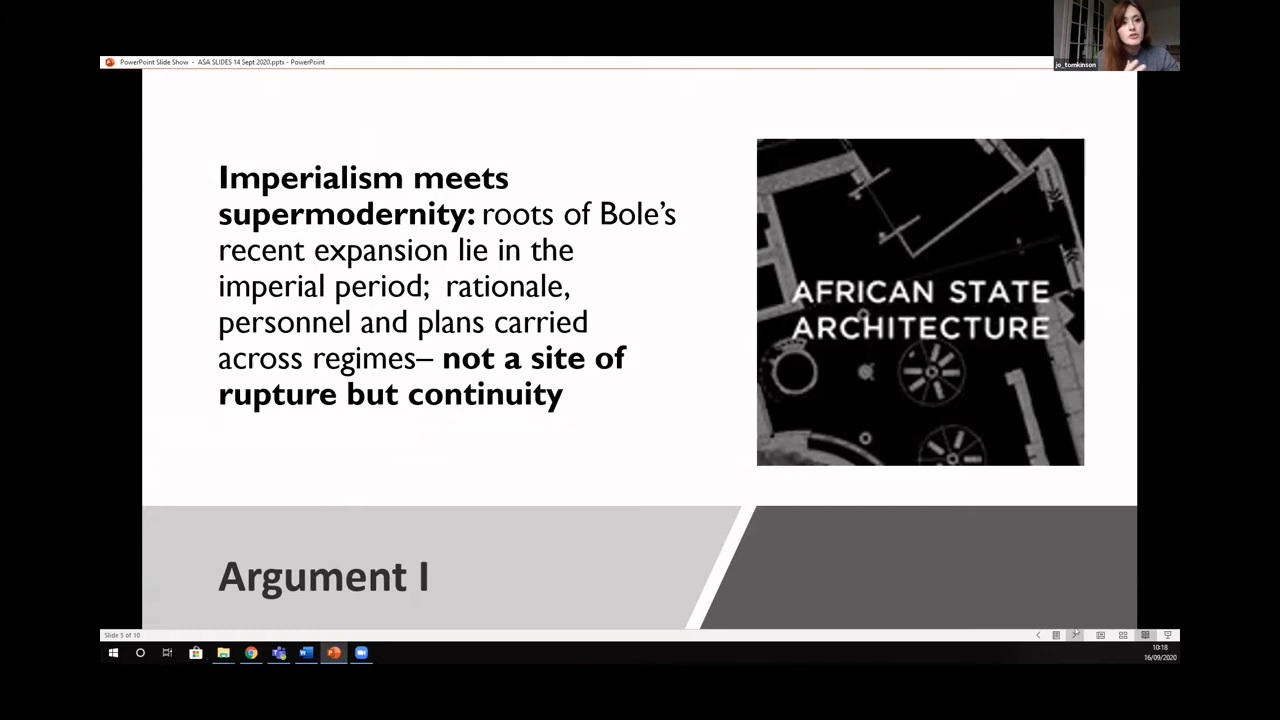 PowerPoint Slide Show - ASA SLIDES 14 Sept 2020.pptx - PowerPoint
jo_tomkinson
Imperialism meets
supermodernity: roots of Bole's
recent expansion lie in the
imperial period;  rationale,
personnel and plans carried
across regimes– not a site of
rupture but continuity
AFRICAN STATE
ARCHITECTURE
Argument I
Slide 5 of 10
10:18
16/09/2020